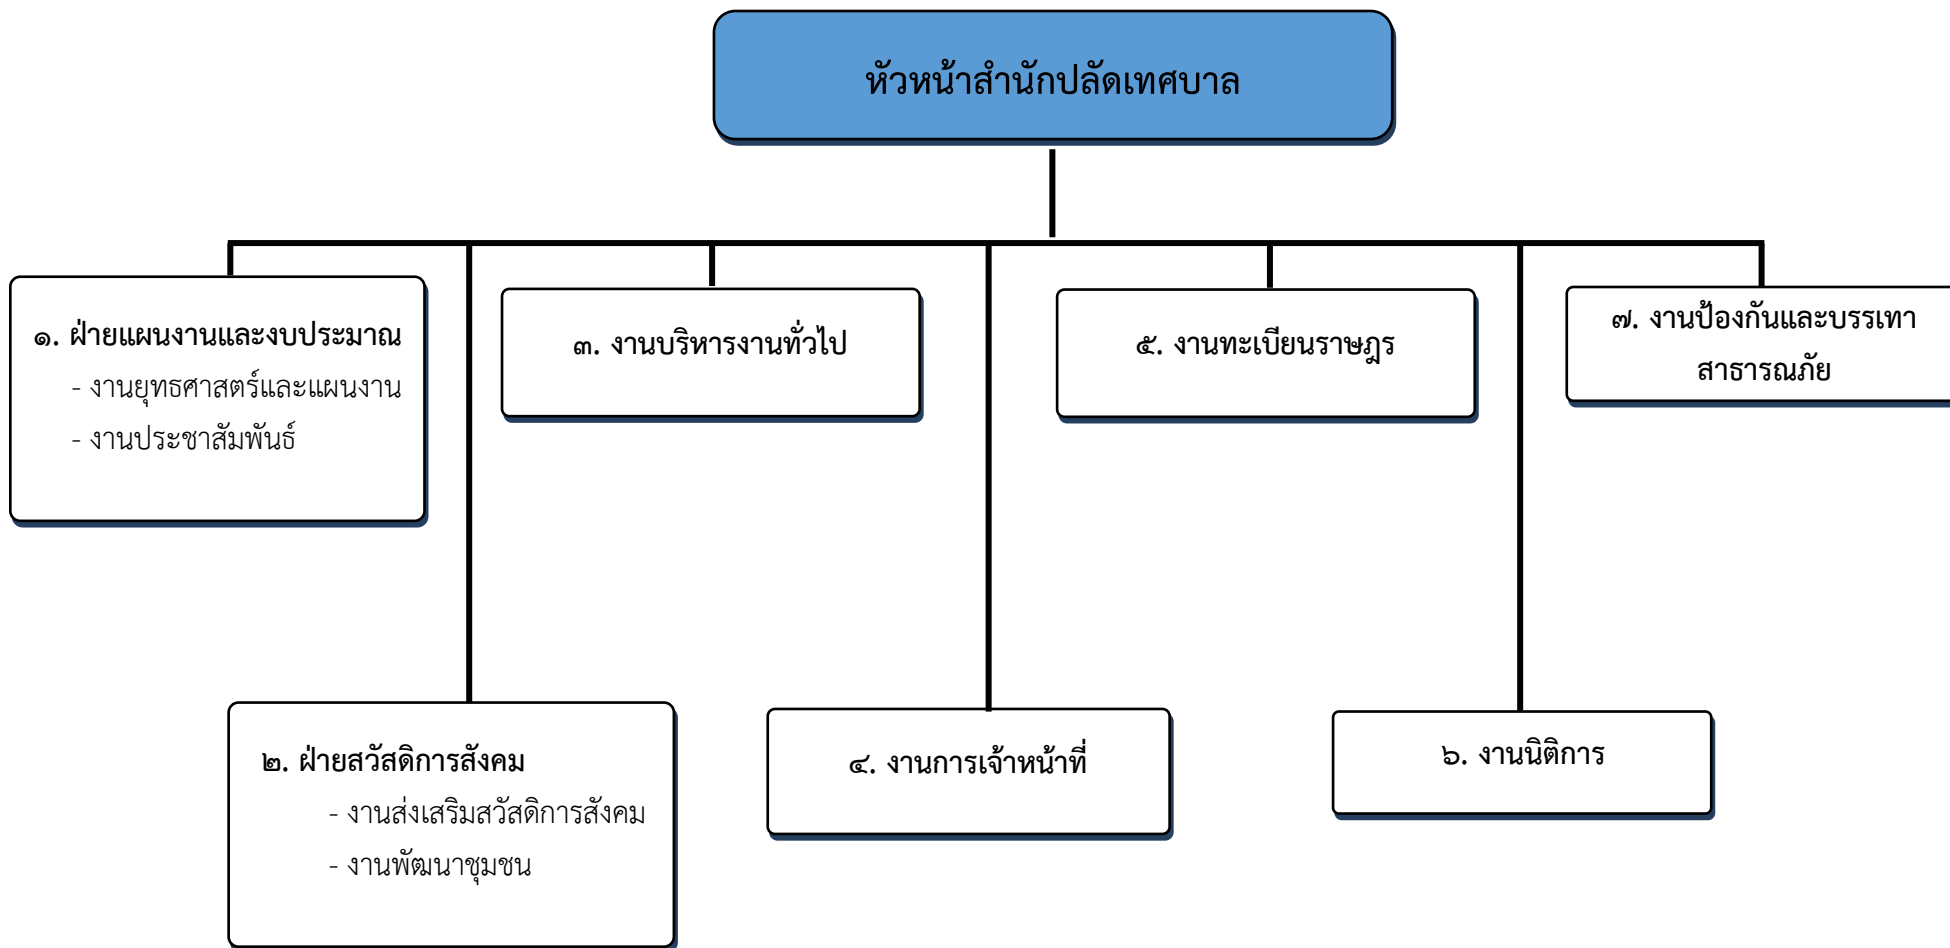 หัวหน้าสำนักปลัดเทศบาล
๑. ฝ่ายแผนงานและงบประมาณ
- งานยุทธศาสตร์และแผนงาน
- งานประชาสัมพันธ์
๒. ฝ่ายสวัสดิการสังคม
- งานส่งเสริมสวัสดิการสังคม
- งานพัฒนาชุมชน
๓. งานบริหารงานทั่วไป
๔. งานการเจ้าหน้าที่
๕. งานทะเบียนราษฎร
๖. งานนิติการ
๗. งานป้องกันและบรรเทา
สาธารณภัย